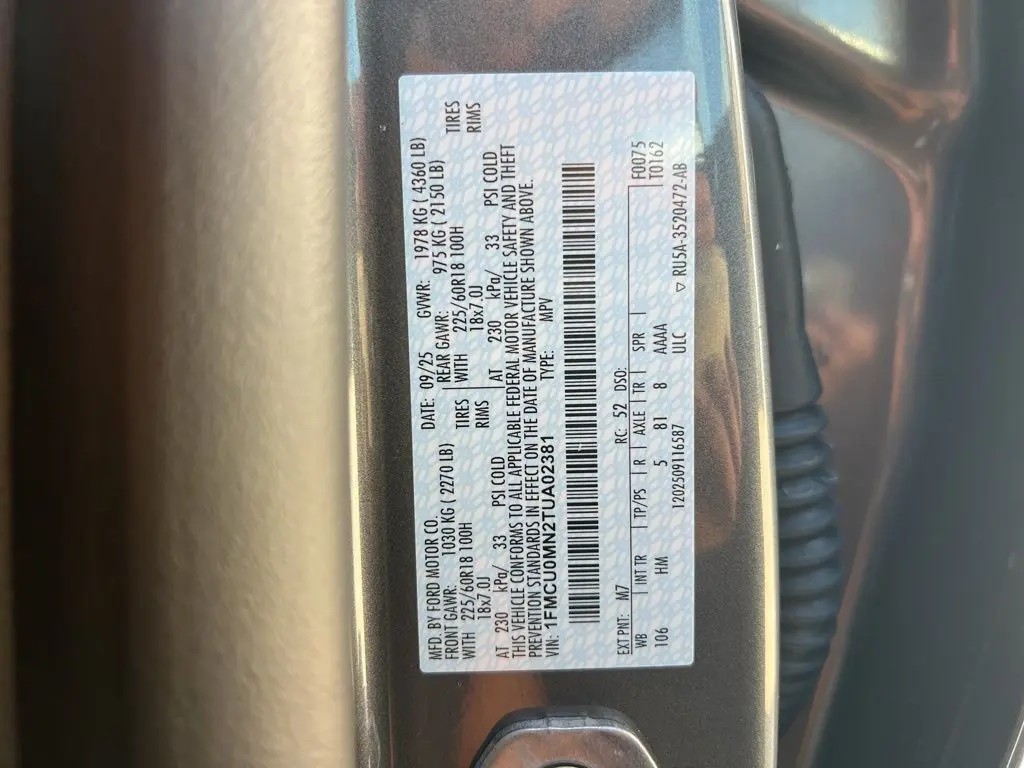 MFD. BY FORD MOTOR CO.
DATE: 09/25 GVWR: 1978 KG ( 4360 LB)
FRONT GAWR: 1030 KG ( 2270 LB) REAR GAWR: 975 KG ( 2150 LB)
WITH 225/60R18 100H TIRES WITH 225/60R18 100H TIRES
18x7.0J RIMS 18x7.0J RIMS
AT 230 kPa/ 33 PSI COLD AT 230 kPa/ 33 PSI COLD
THIS VEHICLE CONFORMS TO ALL APPLICABLE FEDERAL MOTOR VEHICLE SAFETY AND THEFT
PREVENTION STANDARDS IN EFFECT ON THE DATE OF MANUFACTURE SHOWN ABOVE.
VIN: 1FMCU0MN2TUA02381 TYPE: MPV
EXT PNT: M7 RC: 52 DSO: F0075
WB INT TR TP/PS R AXLE TR SPR T0162
106 HM 5 81 8 AAAA
1202509116587 ULC
▽ RU5A-3520472-AB